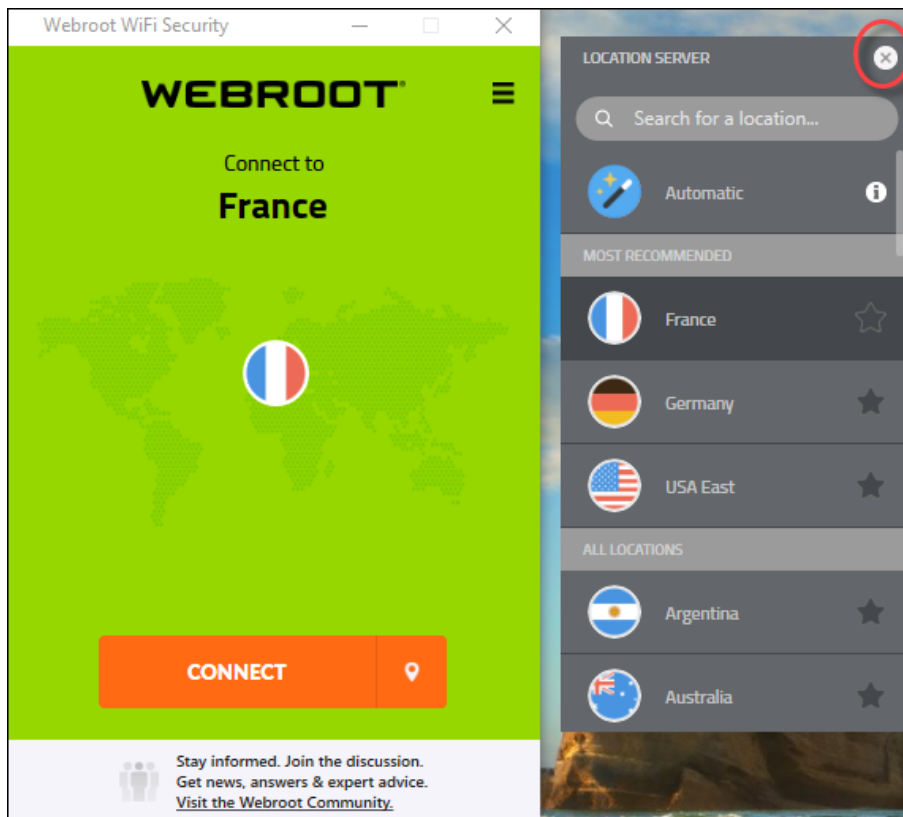 Webroot WiFi Security
WEBROOT
Connect to
France
CONNECT
Stay informed. Join the discussion.
Get news, answers & expert advice.
Visit the Webroot Community.
LOCATION SERVER
Search for a location...
Automatic
MOST RECOMMENDED
France
Germany
USA East
ALL LOCATIONS
Argentina
Australia